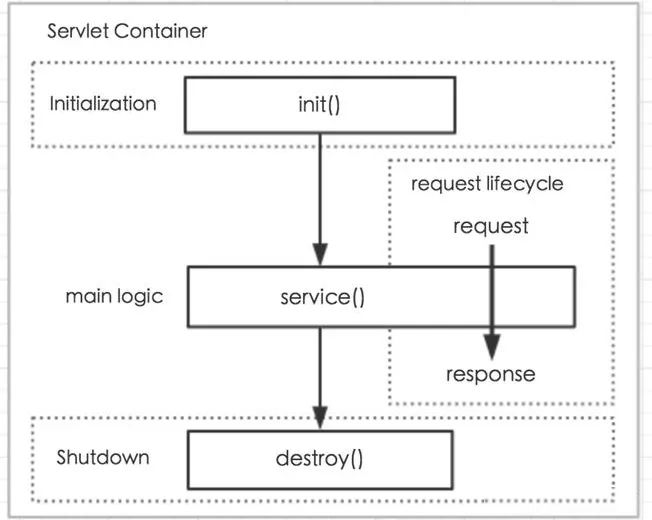 Servlet Container
Initialization
init()
request lifecycle
request
main logic
service()
response
Shutdown
destroy()